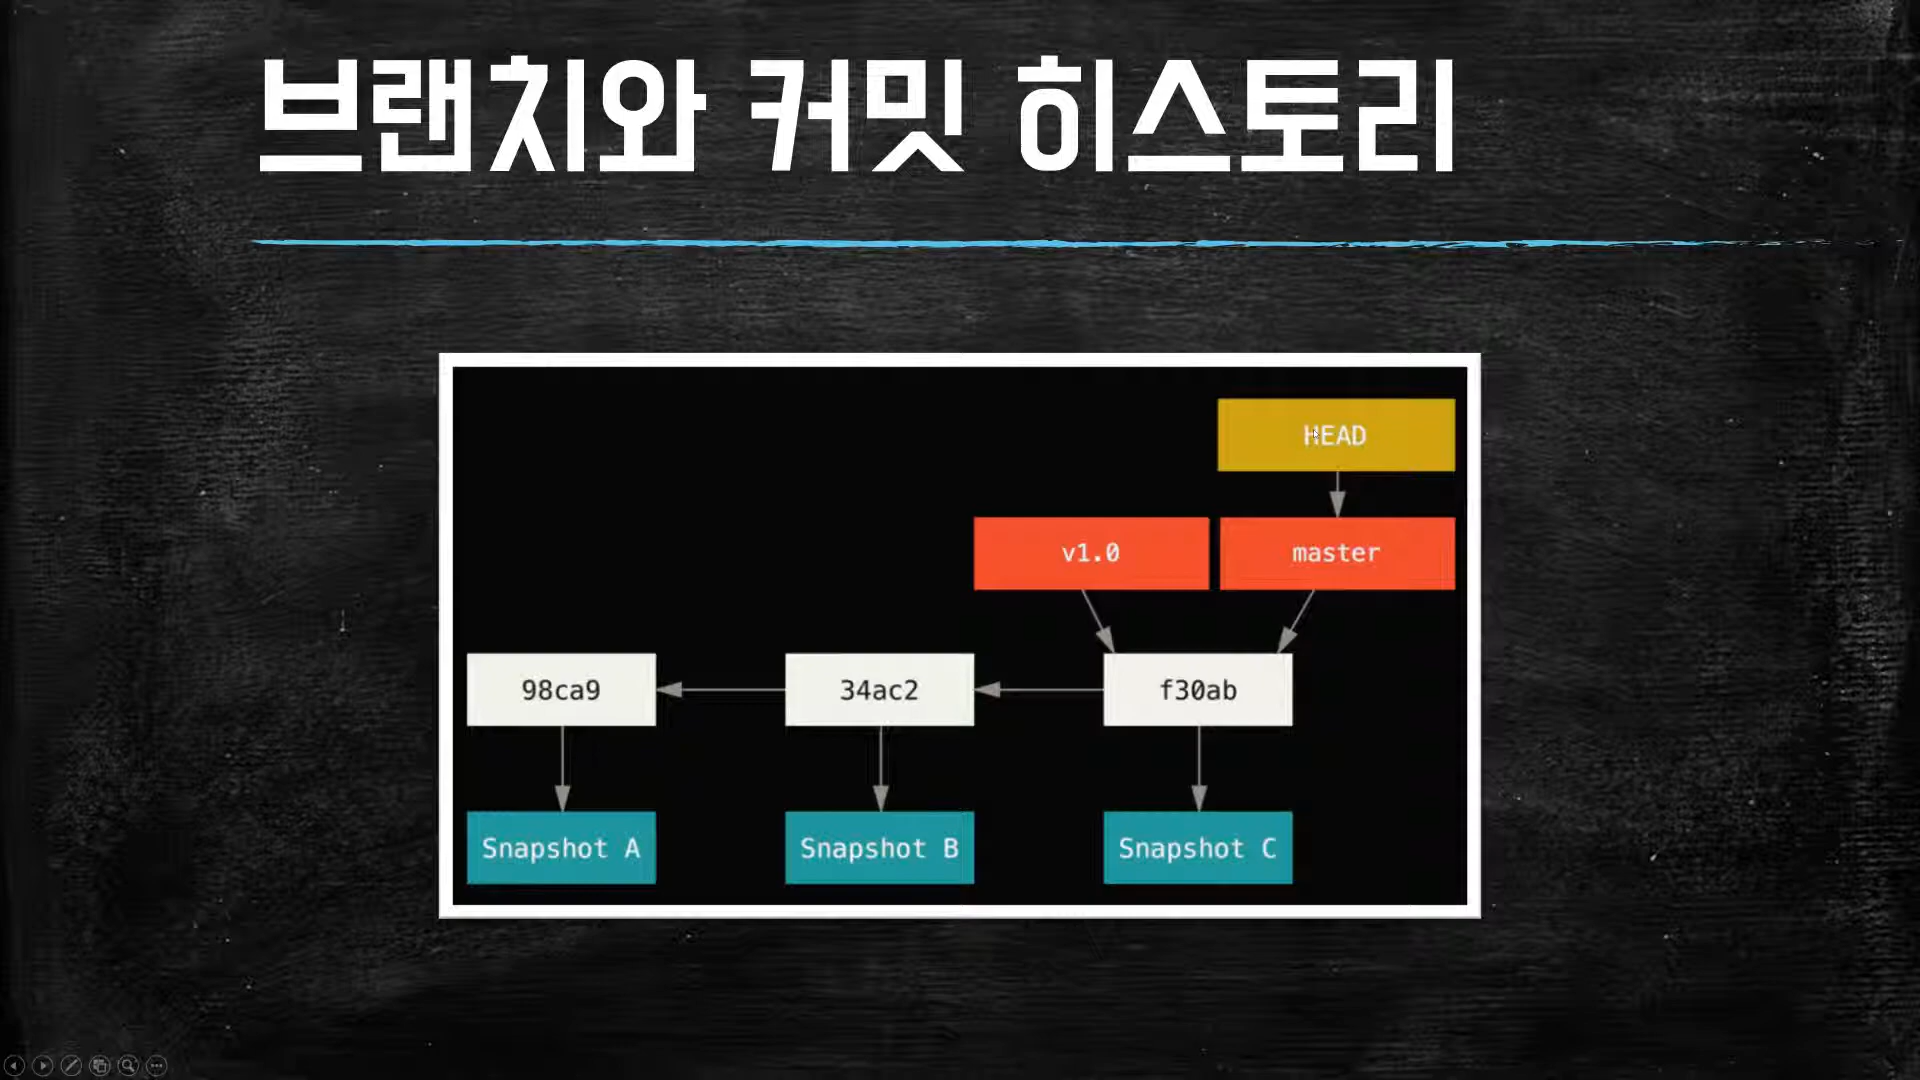 브랜치와 커밋 히스토리
HEAD
v1.0 master
98ca9 34ac2 f30ab
Snapshot A Snapshot B Snapshot C